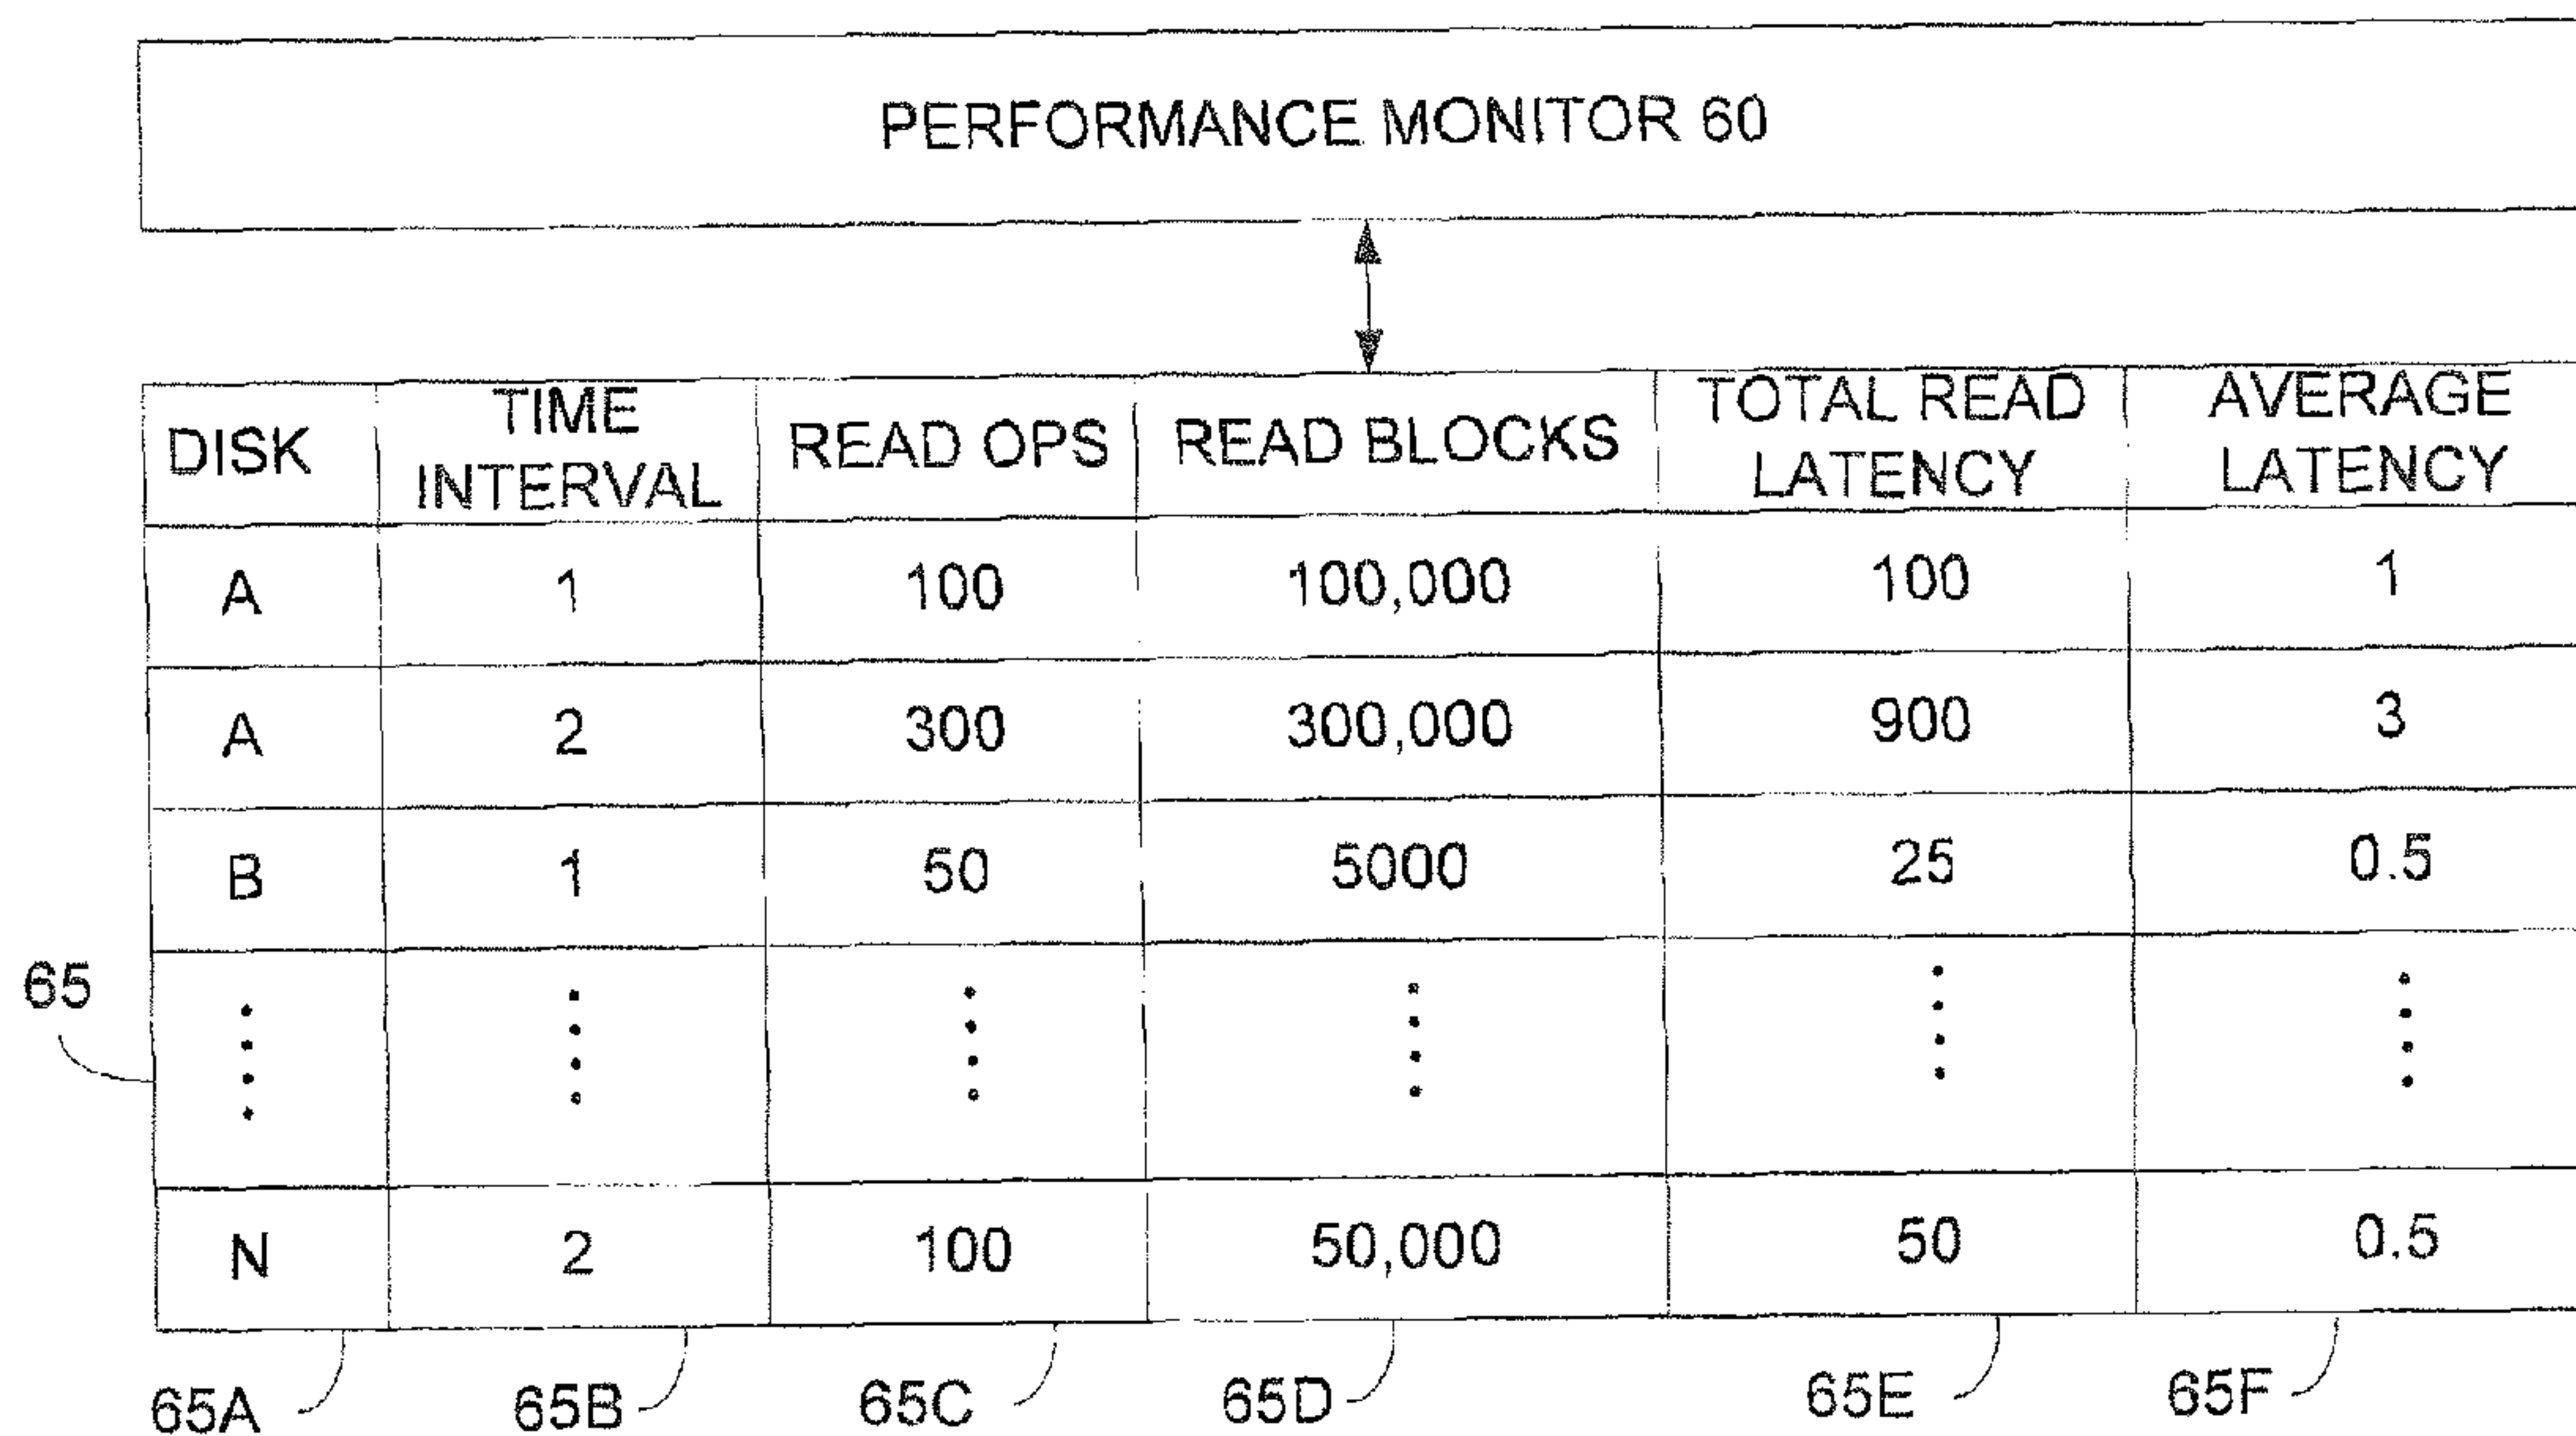 PERFORMANCE MONITOR 60
DISK TIME INTERVAL READ OPS READ BLOCKS TOTAL READ LATENCY AVERAGE LATENCY
A 1 100 100,000 100 1
A 2 300 300,000 900 3
B 1 50 5000 25 0.5
65
N 2 100 50,000 50 0.5
65A 65B 65C 65D 65E 65F